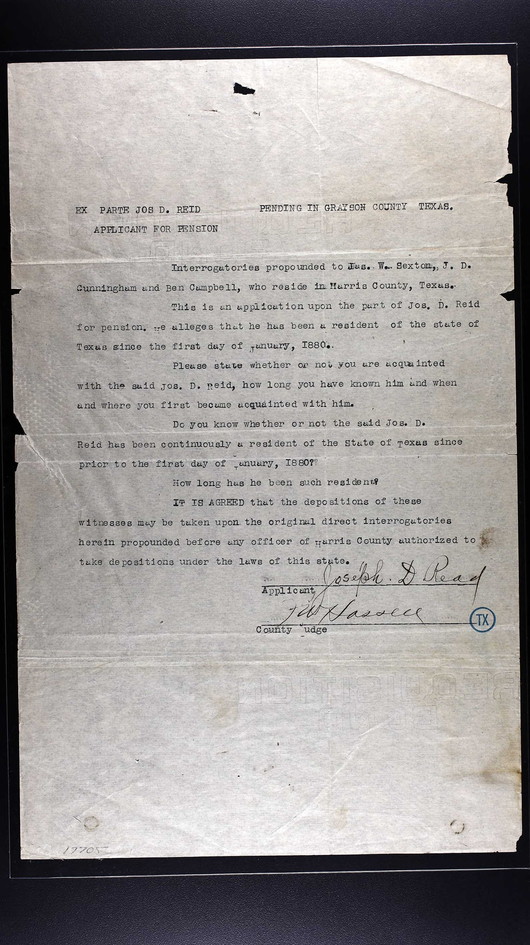 EX PARTE JOS D. REID PENDING IN GRAYSON COUNTY TEXAS.
APPLICANT FOR PENSION
Interrogatories propounded to Jas. W. Sexton, J. D.
Cunningham and Ben Campbell, who reside in Harris County, Texas.
This is an application upon the part of Jos. D. Reid
for pension. He alleges that he has been a resident of the state of
Texas since the first day of January, I880.
Please state whether or not you are acquainted
with the said Jos. D. Reid, how long you have known him and when
and where you first became acquainted with him.
Do you know whether or not the said Jos. D.
Reid has been continuously a resident of the State of Texas since
prior to the first day of January, I880?
How long has he been such resident?
IT IS AGREED that the depositions of these
witnesses may be taken upon the original direct interrogatories
herein propounded before any officer of Harris County authorized to
take depositions under the laws of this state.
Joseph. D Read
Applicant
Hassell
County udge
TX
17705